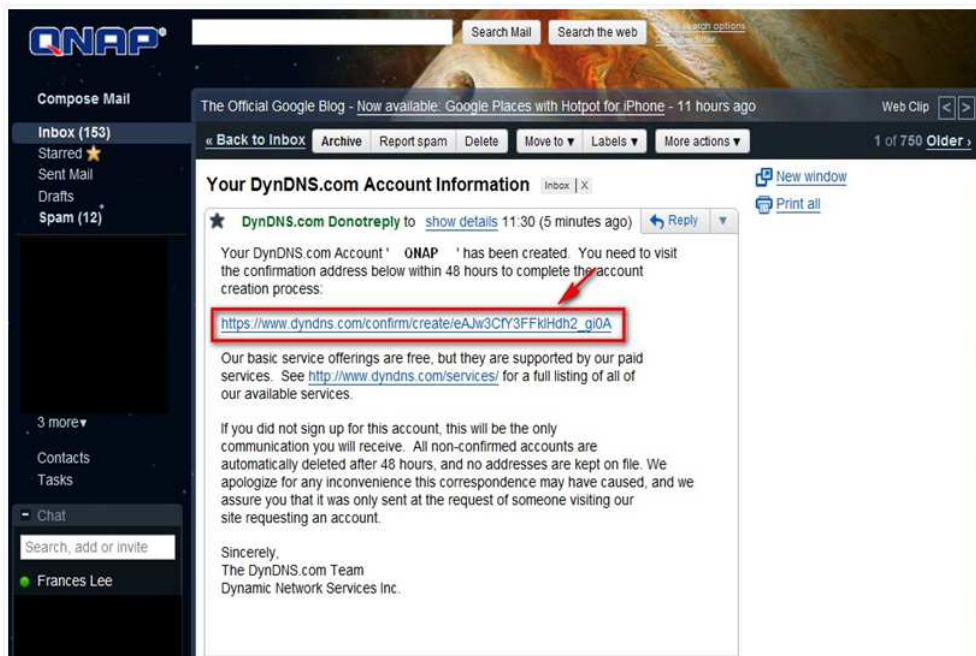 QNAP®
Search Mail
Search the web
search options
Compose Mail
The Official Google Blog - Now available: Google Places with Hotpot for iPhone - 11 hours ago
Web Clip < >
Inbox (153)
Starred
Sent Mail
Drafts
Spam (12)
« Back to Inbox Archive Report spam Delete Move to ▼ Labels ▼ More actions ▼ 1 of 750 Older ›
Your DynDNS.com Account Information Inbox | X
New window
Print all
DynDNS.com Donotreply to show details 11:30 (5 minutes ago) Reply ▼
Your DynDNS.com Account ' QNAP ' has been created. You need to visit
the confirmation address below within 48 hours to complete the account
creation process:
https://www.dyndns.com/confirm/create/eAJw3CfY3FFklHdh2_gi0A
Our basic service offerings are free, but they are supported by our paid
services. See http://www.dyndns.com/services/ for a full listing of all of
our available services.
If you did not sign up for this account, this will be the only
communication you will receive. All non-confirmed accounts are
automatically deleted after 48 hours, and no addresses are kept on file. We
apologize for any inconvenience this correspondence may have caused, and we
assure you that it was only sent at the request of someone visiting our
site requesting an account.
Sincerely,
The DynDNS.com Team
Dynamic Network Services Inc.
3 more▼
Contacts
Tasks
- Chat
Search, add or invite
Frances Lee